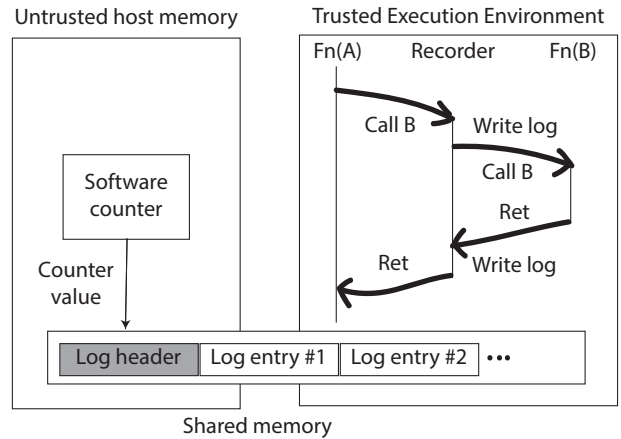 Untrusted host memory
Trusted Execution Environment
Fn(A)
Recorder
Fn(B)
Call B
Write log
Call B
Software
counter
Ret
Counter
value
Ret
Write log
Log header
Log entry #1
Log entry #2
...
Shared memory